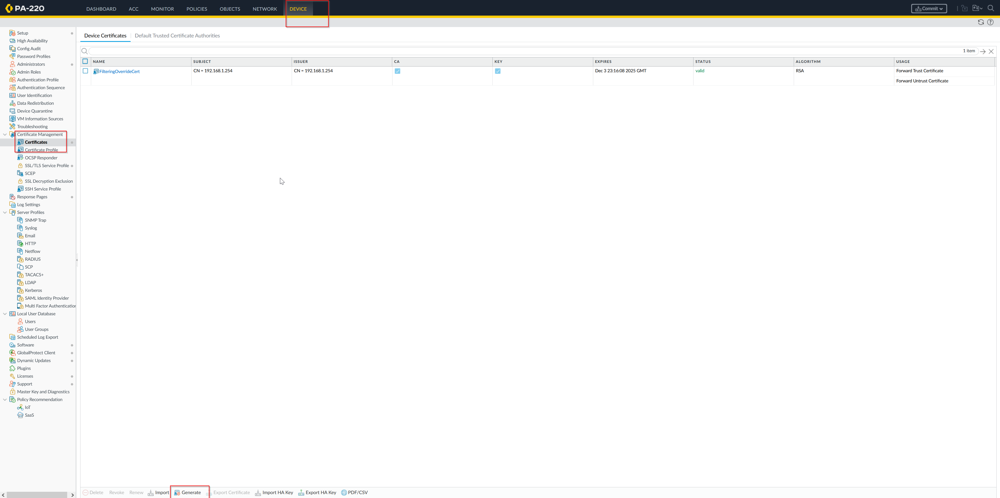 PA-220 DASHBOARD ACC MONITOR POLICIES OBJECTS NETWORK DEVICE Commit
Setup
High Availability
Config Audit
Password Profiles
Administrators
Admin Roles
Authentication Profile
Authentication Sequence
User Identification
Data Redistribution
Device Quarantine
VM Information Sources
Troubleshooting
Certificate Management
Certificates
Certificate Profile
OCSP Responder
SSL/TLS Service Profile
SCEP
SSL Decryption Exclusion
SSH Service Profile
Response Pages
Log Settings
Server Profiles
SNMP Trap
Syslog
Email
HTTP
Netflow
RADIUS
SCP
TACACS+
LDAP
Kerberos
SAML Identity Provider
Multi Factor Authentication
Local User Database
Users
User Groups
Scheduled Log Export
Software
GlobalProtect Client
Dynamic Updates
Plugins
Licenses
Support
Master Key and Diagnostics
Policy Recommendation
IoT
SaaS
Device Certificates Default Trusted Certificate Authorities
1 item
NAME SUBJECT ISSUER CA KEY EXPIRES STATUS ALGORITHM USAGE
FilteringOverrideCert CN = 192.168.1.254 CN = 192.168.1.254 Dec 3 23:16:08 2025 GMT valid RSA Forward Trust Certificate
Forward Untrust Certificate
Delete Revoke Renew Import Generate Export Certificate Import HA Key Export HA Key PDF/CSV